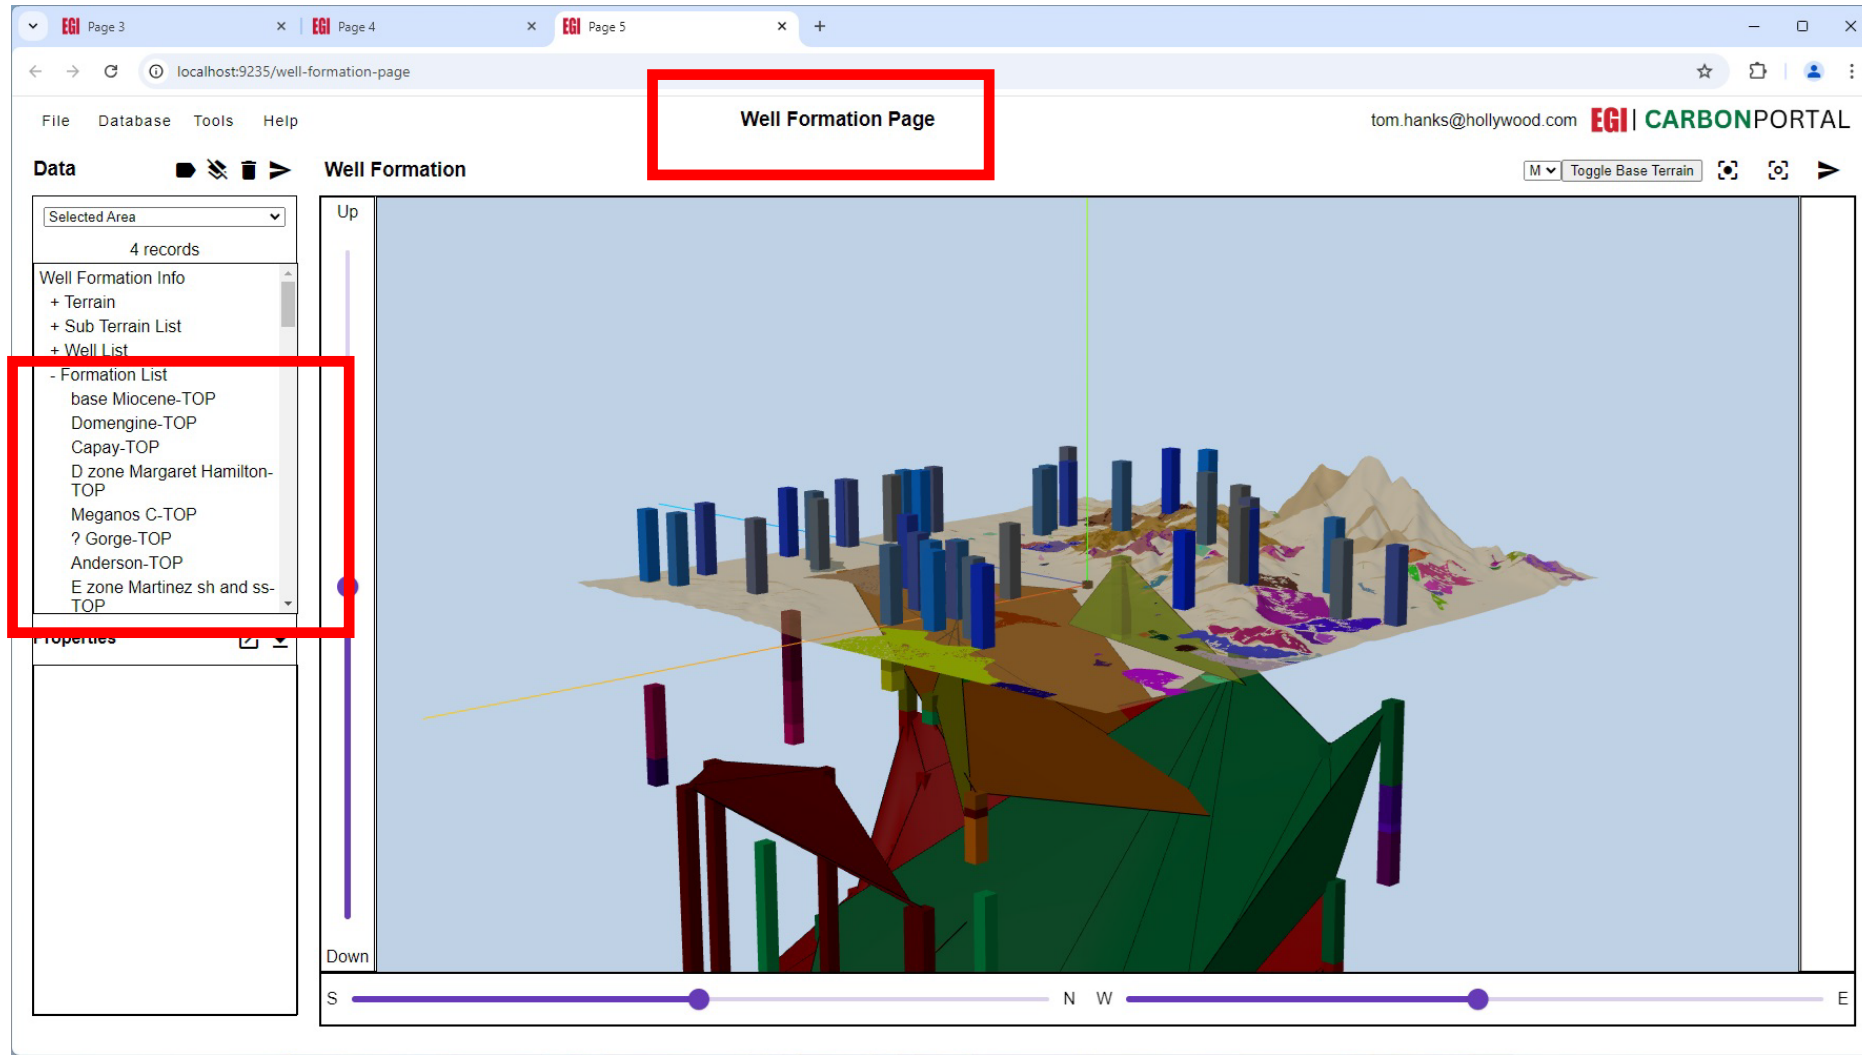 EGI Page 3
EGI Page 4
EGI Page 5
localhost:9235/well-formation-page
File Database Tools Help
Well Formation Page
tom.hanks@hollywood.com EGI | CARBONPORTAL
Data
Well Formation
M Toggle Base Terrain
Selected Area
4 records
Well Formation Info
+ Terrain
+ Sub Terrain List
+ Well List
- Formation List
base Miocene-TOP
Domengine-TOP
Capay-TOP
D zone Margaret Hamilton-
TOP
Meganos C-TOP
? Gorge-TOP
Anderson-TOP
E zone Martinez sh and ss-
TOP
Properties
Up
Down
S N W E